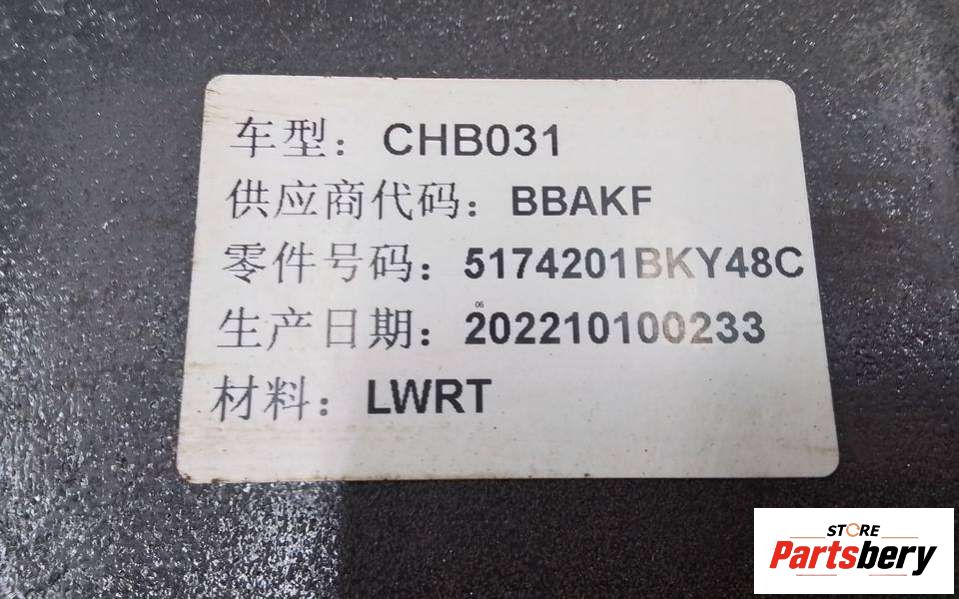 车型：CHB031
供应商代码：BBAKF
零件号码：5174201BKY48C
06
生产日期：202210100233
材料：LWRT
STORE
Partsbery